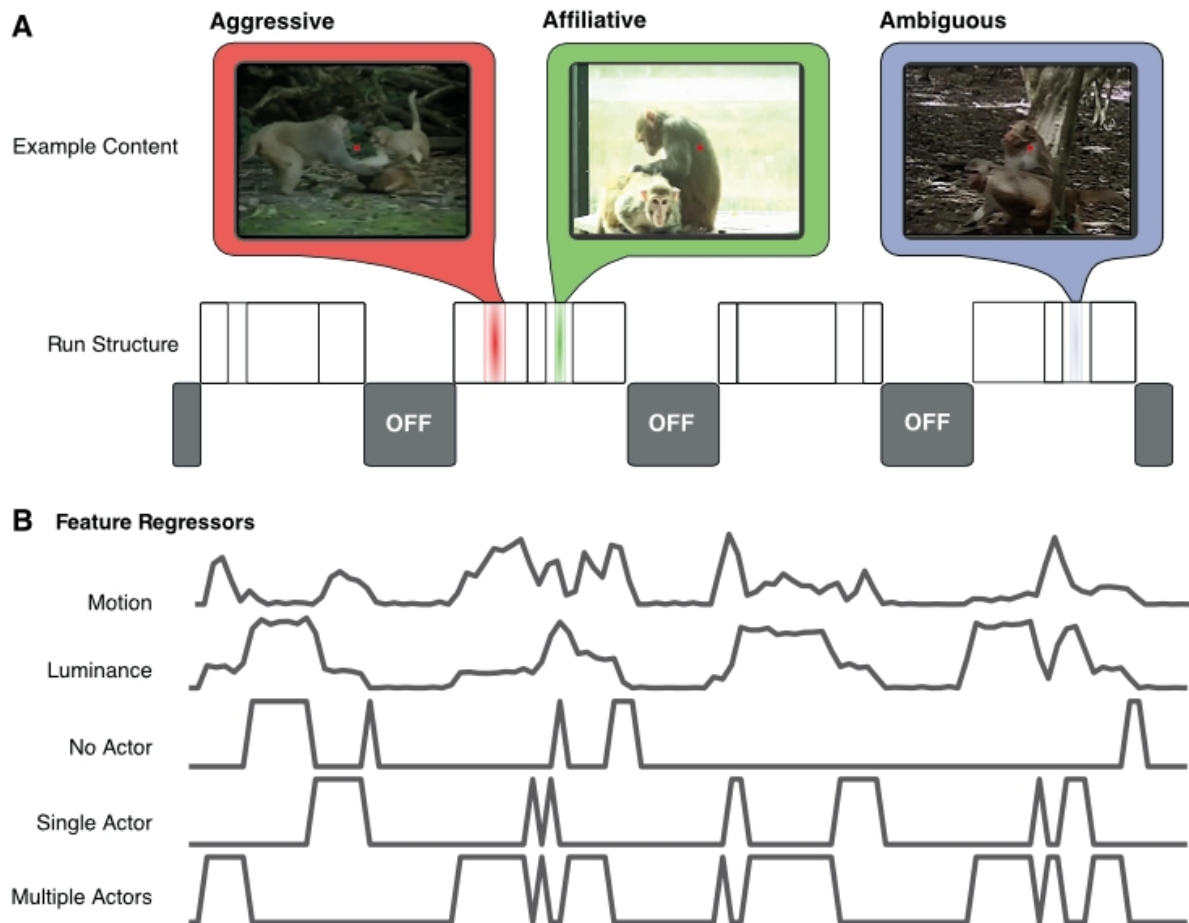 A
Aggressive
Affiliative
Ambiguous
Example Content
Run Structure
OFF
OFF
OFF
B Feature Regressors
Motion
Luminance
No Actor
Single Actor
Multiple Actors